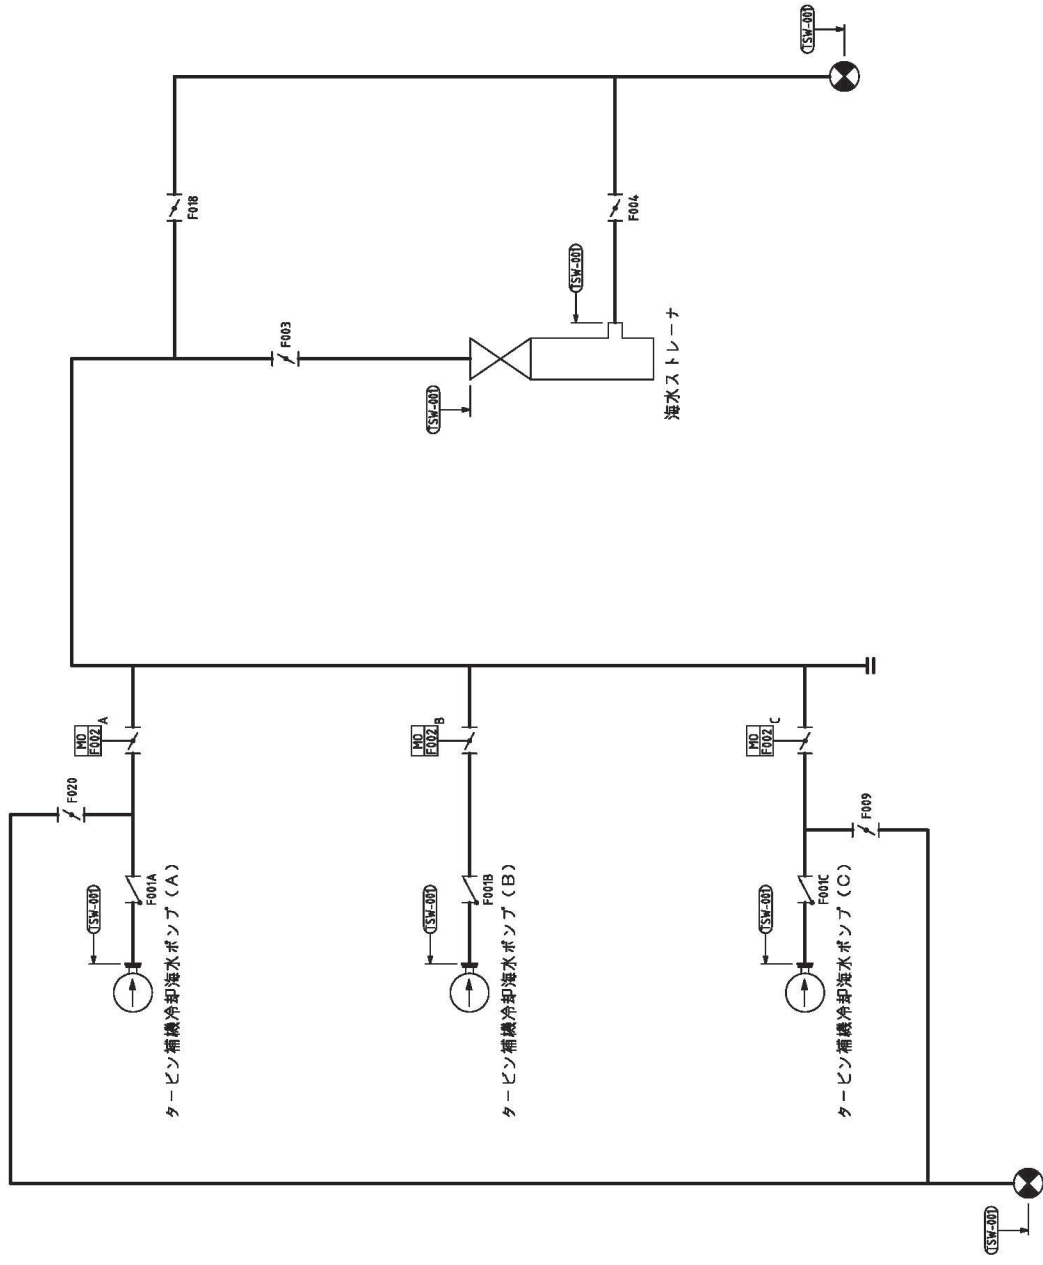 TSW-001
タービン補機冷却海水ポンプ(A)
F001A
F020
MO
F002
A
TSW-001
タービン補機冷却海水ポンプ(B)
F001B
MO
F002
B
TSW-001
タービン補機冷却海水ポンプ(C)
F001C
F009
MO
F002
C
TSW-001
F018
F003
TSW-001
TSW-001
F004
海水ストレーナ
TSW-001